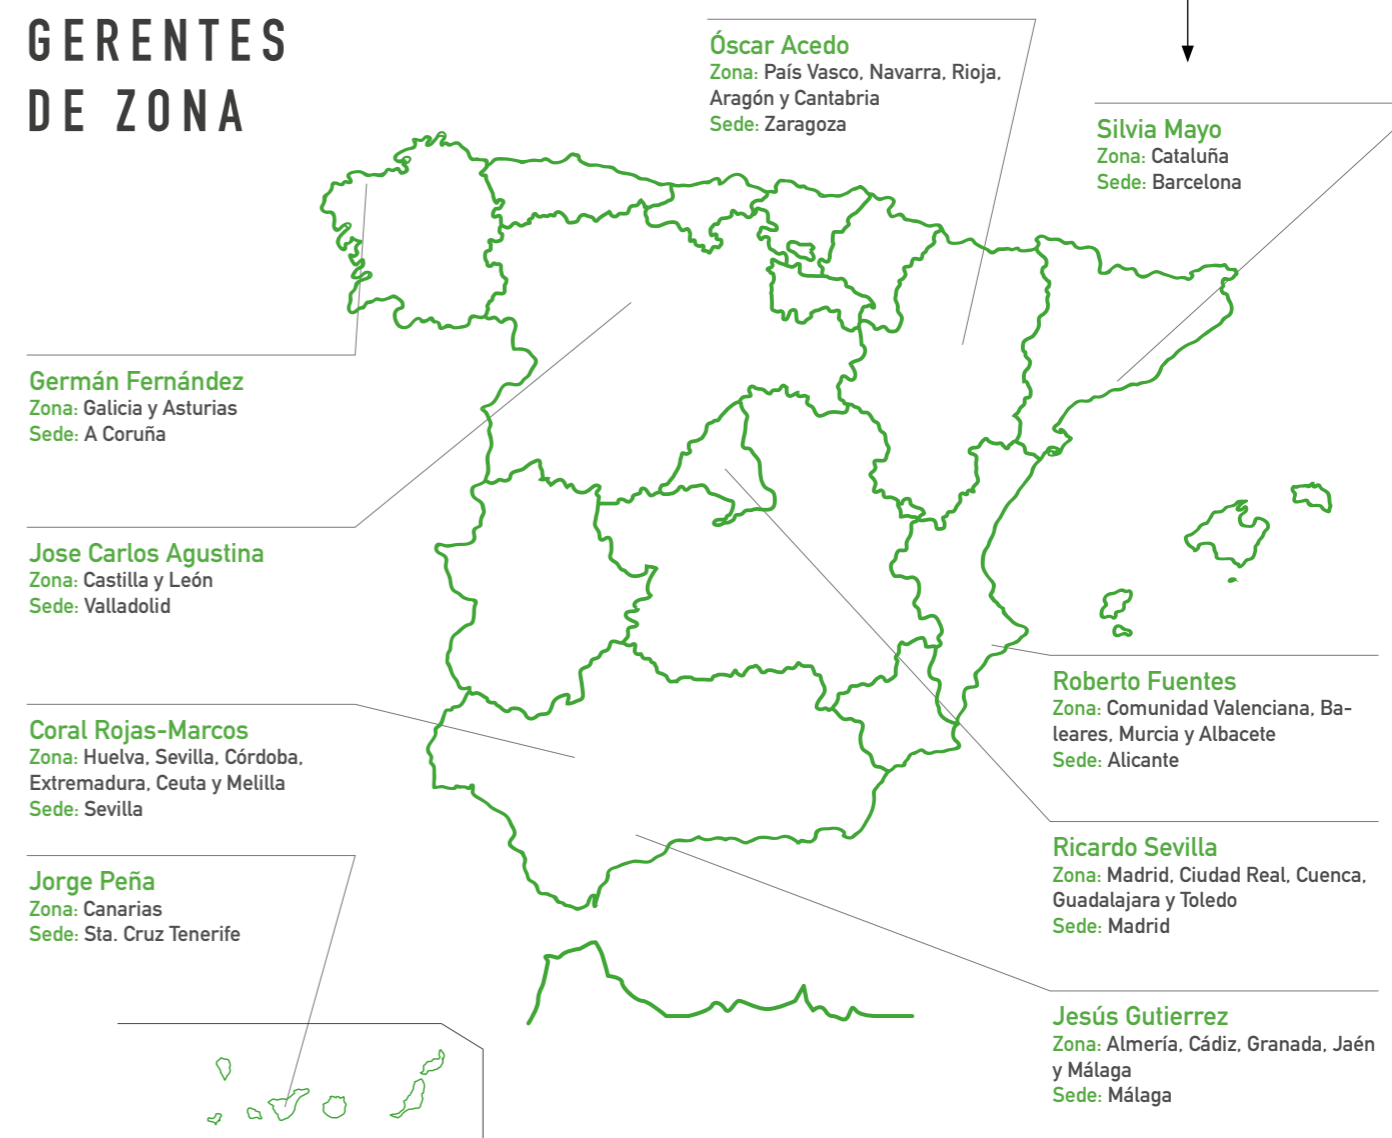 GERENTES
DE ZONA
Óscar Acedo
Zona: País Vasco, Navarra, Rioja,
Aragón y Cantabria
Sede: Zaragoza
Silvia Mayo
Zona: Cataluña
Sede: Barcelona
Germán Fernández
Zona: Galicia y Asturias
Sede: A Coruña
Jose Carlos Agustina
Zona: Castilla y León
Sede: Valladolid
Coral Rojas-Marcos
Zona: Huelva, Sevilla, Córdoba,
Extremadura, Ceuta y Melilla
Sede: Sevilla
Jorge Peña
Zona: Canarias
Sede: Sta. Cruz Tenerife
Roberto Fuentes
Zona: Comunidad Valenciana, Ba-
leares, Murcia y Albacete
Sede: Alicante
Ricardo Sevilla
Zona: Madrid, Ciudad Real, Cuenca,
Guadalajara y Toledo
Sede: Madrid
Jesús Gutierrez
Zona: Almería, Cádiz, Granada, Jaén
y Málaga
Sede: Málaga